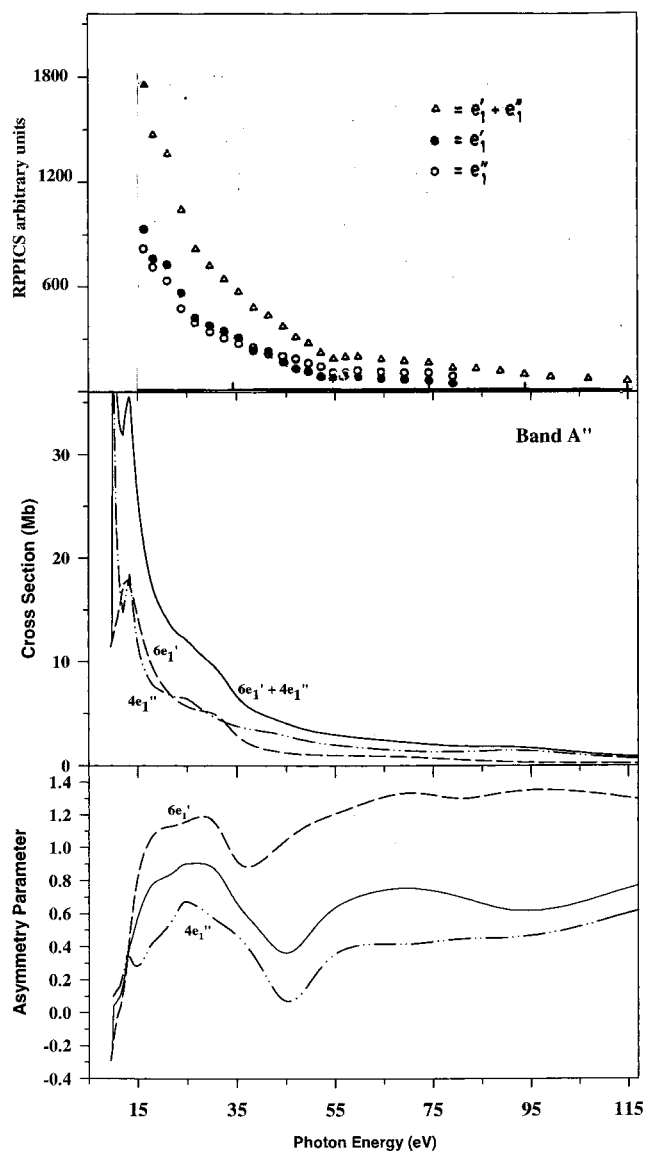 1800
1200
600
RPPICS arbitrary units
△ = e₁' + e₁"
● = e₁'
○ = e₁"
Band A"
30
20
10
0
Cross Section (Mb)
6e₁'
4e₁"
6e₁' + 4e₁"
1.4
1.2
1.0
0.8
0.6
0.4
0.2
0.0
-0.2
-0.4
Asymmetry Parameter
6e₁'
4e₁"
15 35 55 75 95 115
Photon Energy (eV)